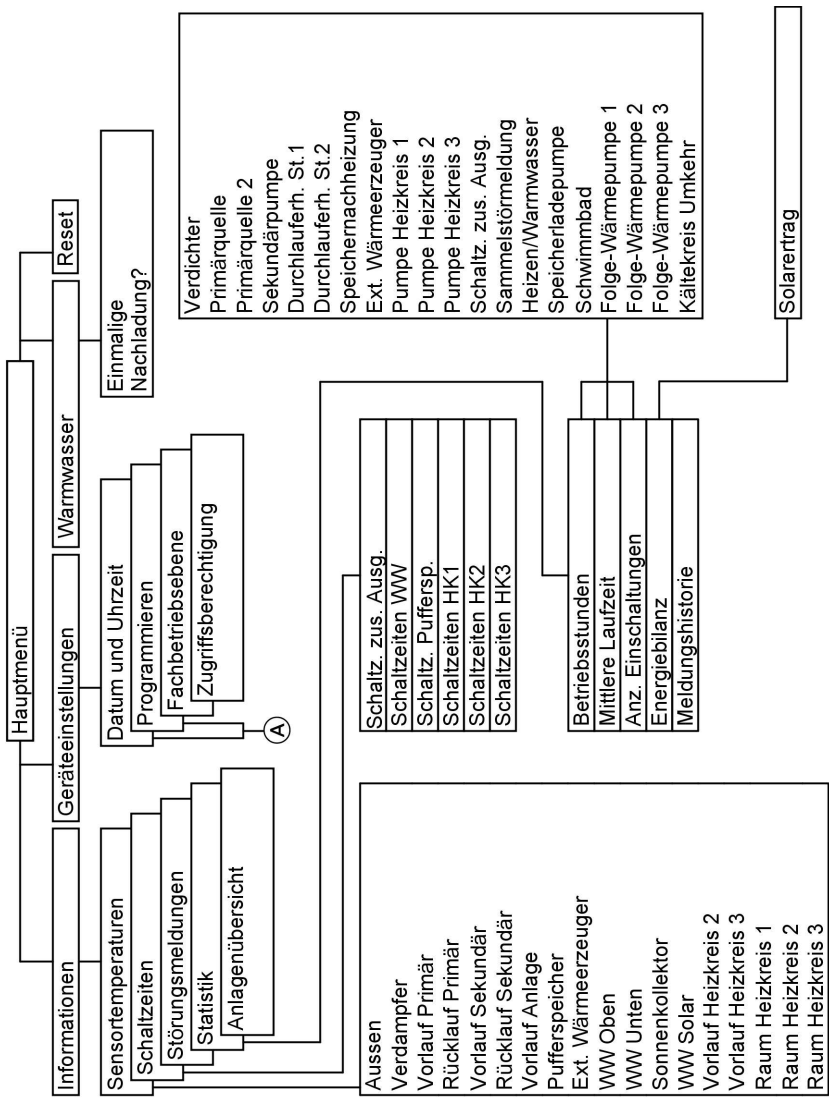 Hauptmenü
Informationen
Geräteeinstellungen
Warmwasser
Reset
Sensortemperaturen
Schaltzeiten
Störungsmeldungen
Statistik
Anlagenübersicht
Datum und Uhrzeit
Programmieren
Fachbetriebsebene
Zugriffsberechtigung
A
Einmalige
Nachladung?
Aussen
Verdampfer
Vorlauf Primär
Rücklauf Primär
Vorlauf Sekundär
Rücklauf Sekundär
Vorlauf Anlage
Pufferspeicher
Ext. Wärmeerzeuger
WW Oben
WW Unten
Sonnenkollektor
WW Solar
Vorlauf Heizkreis 2
Vorlauf Heizkreis 3
Raum Heizkreis 1
Raum Heizkreis 2
Raum Heizkreis 3
Schaltz. zus. Ausg.
Schaltzeiten WW
Schaltz. Puffersp.
Schaltzeiten HK1
Schaltzeiten HK2
Schaltzeiten HK3
Betriebsstunden
Mittlere Laufzeit
Anz. Einschaltungen
Energiebilanz
Meldungshistorie
Verdichter
Primärquelle
Primärquelle 2
Sekundärpumpe
Durchlauferh. St.1
Durchlauferh. St.2
Speichernachheizung
Ext. Wärmeerzeuger
Pumpe Heizkreis 1
Pumpe Heizkreis 2
Pumpe Heizkreis 3
Schaltz. zus. Ausg.
Sammelstörmeldung
Heizen/Warmwasser
Speicherladepumpe
Schwimmbad
Folge-Wärmepumpe 1
Folge-Wärmepumpe 2
Folge-Wärmepumpe 3
Kältekreis Umkehr
Solarertrag